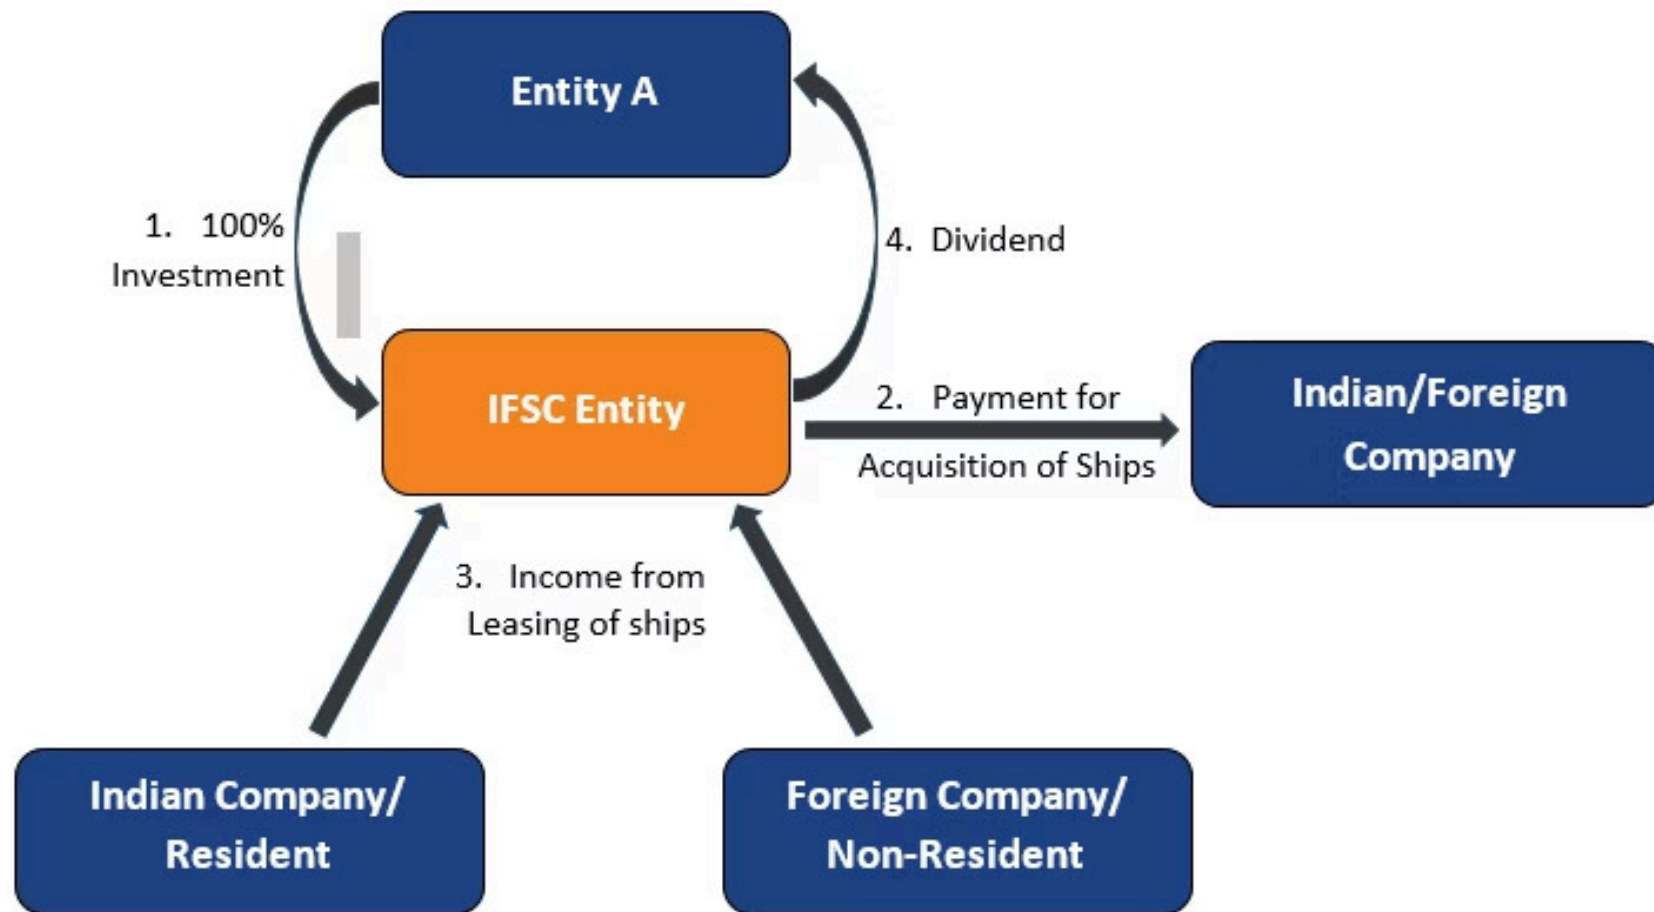 Entity A
1. 100%
Investment
4. Dividend
IFSC Entity
2. Payment for
Acquisition of Ships
Indian/Foreign
Company
3. Income from
Leasing of ships
Indian Company/
Resident
Foreign Company/
Non-Resident